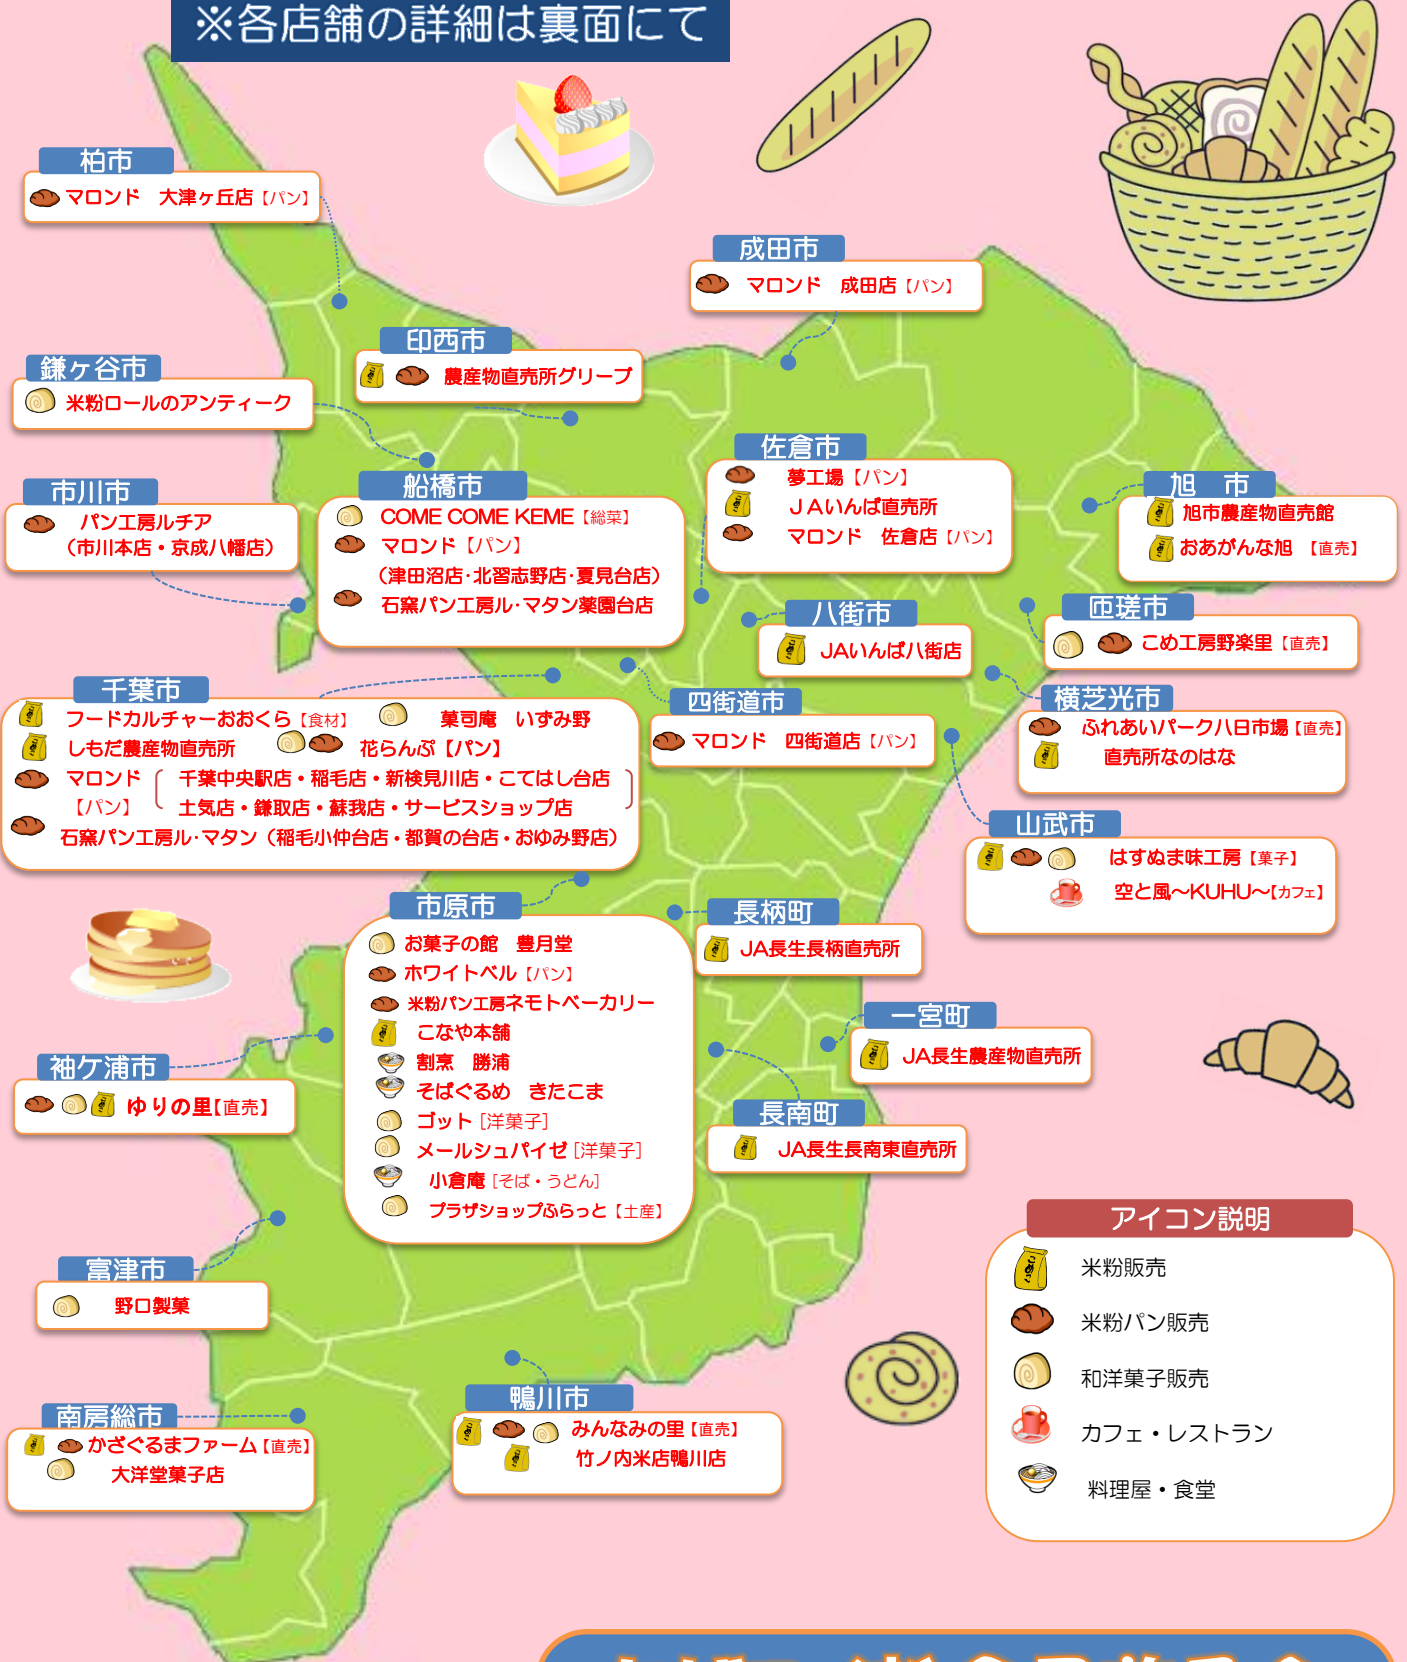 ※各店舗の詳細は裏面にて
柏市
マロンド　大津ヶ丘店【パン】
成田市
マロンド　成田店【パン】
印西市
農産物直売所グリーブ
鎌ヶ谷市
米粉ロールのアンティーク
佐倉市
夢工場【パン】
ＪＡいんば直売所
マロンド　佐倉店【パン】
旭　市
旭市農産物直売館
おあがんな旭　【直売】
市川市
パン工房ルチア
（市川本店・京成八幡店）
船橋市
COME COME KEME【総菜】
マロンド【パン】
（津田沼店・北習志野店・夏見台店）
石窯パン工房ル・マタン薬園台店
八街市
JAいんば八街店
匝瑳市
こめ工房野楽里【直売】
千葉市
フードカルチャーおおくら【食材】
菓司庵　いずみ野
しもだ農産物直売所
花らんぷ【パン】
マロンド
【パン】
千葉中央駅店・稲毛店・新検見川店・こてはし台店
土気店・鎌取店・蘇我店・サービスショップ店
石窯パン工房ル・マタン（稲毛小仲台店・都賀の台店・おゆみ野店）
四街道市
マロンド　四街道店【パン】
横芝光市
ふれあいパーク八日市場【直売】
直売所なのはな
山武市
はすぬま味工房【菓子】
空と風～KUHU～【カフェ】
市原市
お菓子の館　豊月堂
ホワイトベル【パン】
米粉パン工房ネモトベーカリー
こなや本舗
割烹　勝浦
そばぐるめ　きたこま
ゴット［洋菓子］
メールシュパイゼ［洋菓子］
小倉庵［そば・うどん］
プラザショップふらっと【土産】
長柄町
JA長生長柄直売所
一宮町
JA長生農産物直売所
長南町
JA長生長南東直売所
袖ケ浦市
ゆりの里【直売】
富津市
野口製菓
南房総市
かざぐるまファーム【直売】
大洋堂菓子店
鴨川市
みんなみの里【直売】
竹ノ内米店鴨川店
アイコン説明
米粉販売
米粉パン販売
和洋菓子販売
カフェ・レストラン
料理屋・食堂